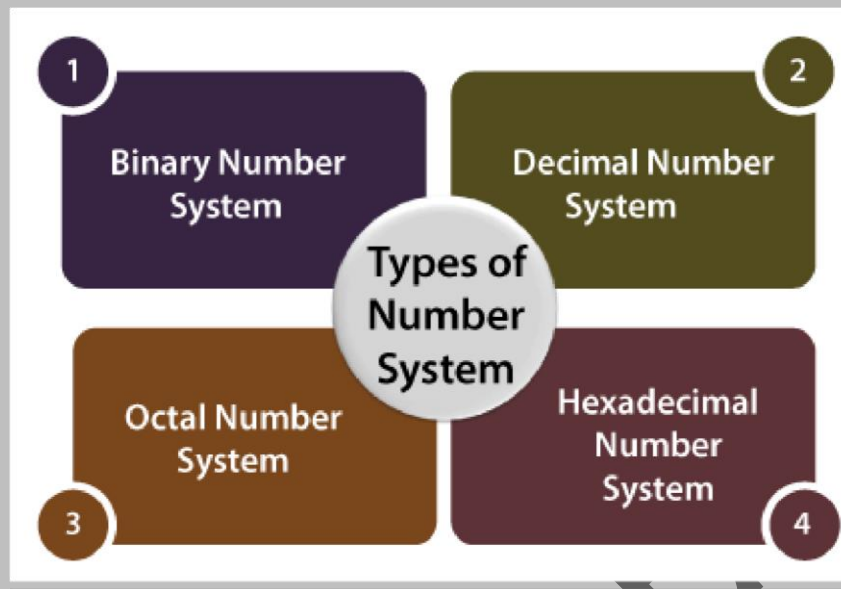 1
Binary Number
System
2
Decimal Number
System
Types of
Number
System
Octal Number
System
3
Hexadecimal
Number
System
4